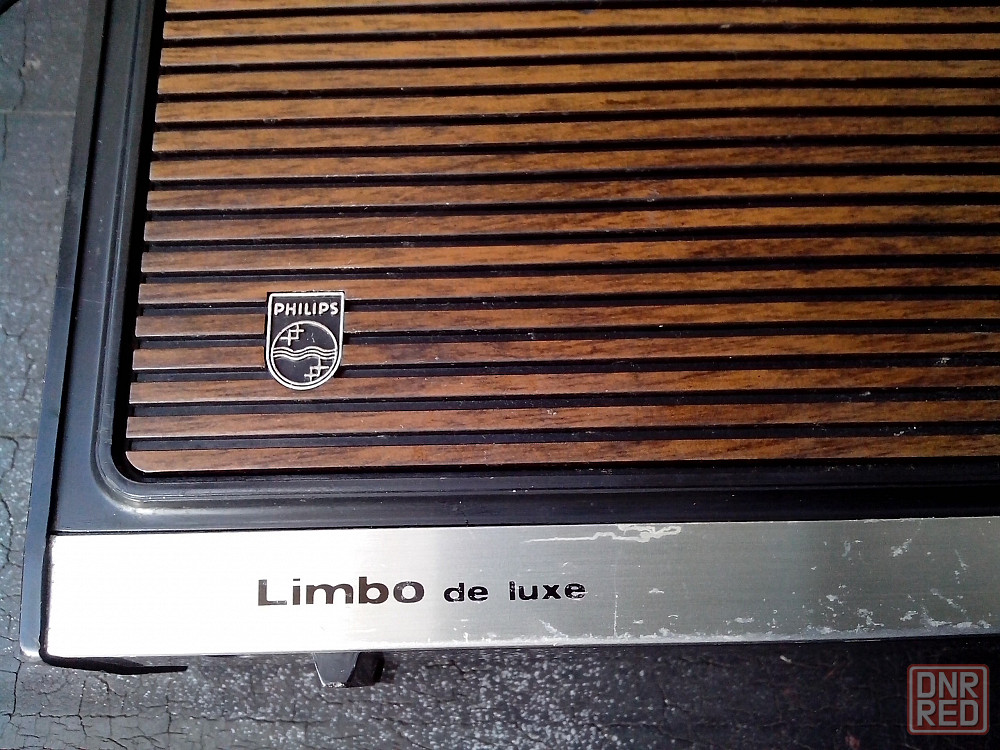 PHILIPS
Limbo de luxe
DNR
RED